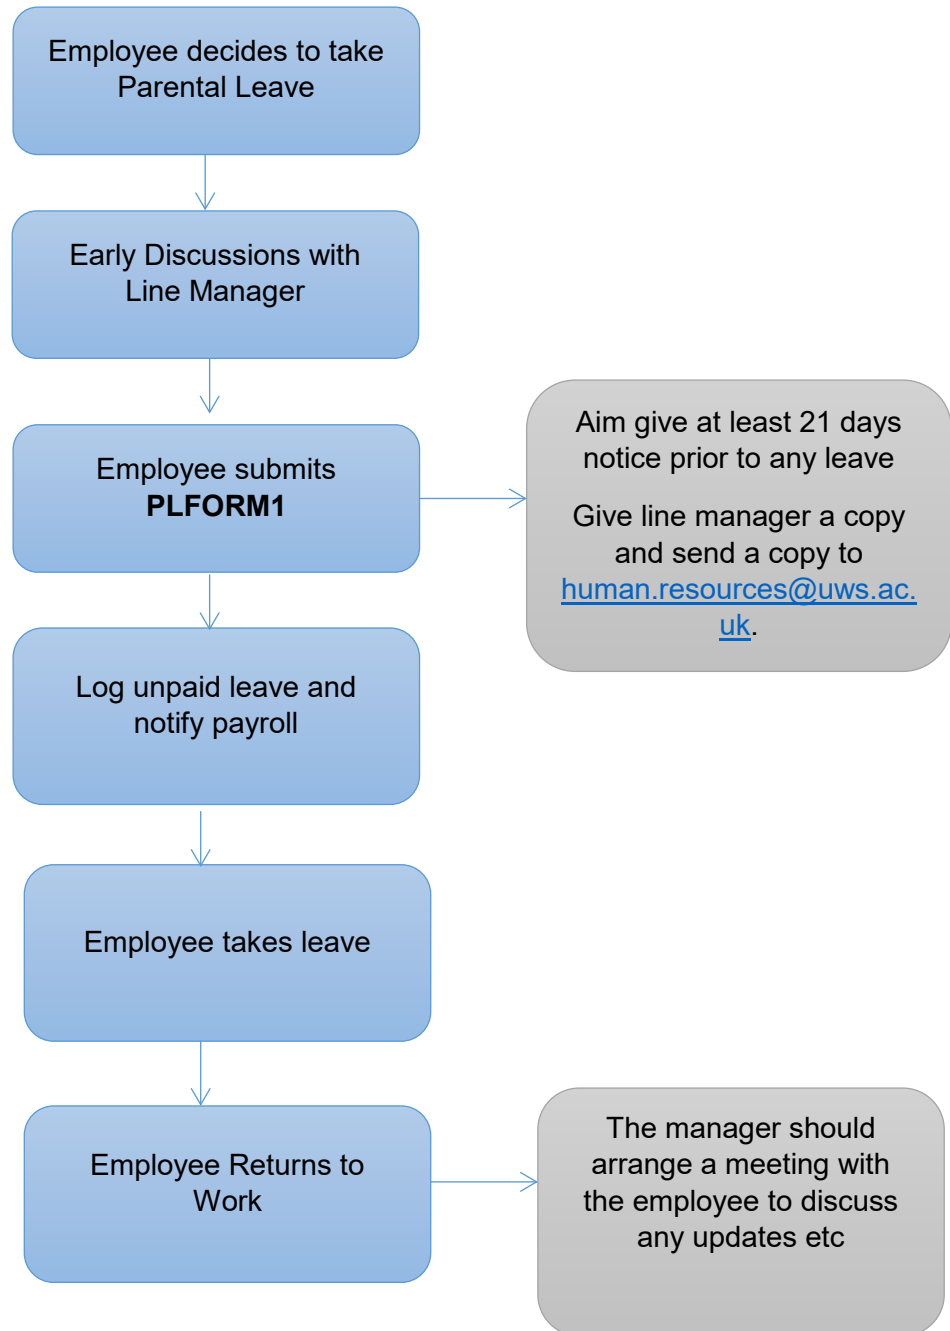 Employee decides to take
Parental Leave
Early Discussions with
Line Manager
Employee submits
PLFORM1
Aim give at least 21 days
notice prior to any leave
Give line manager a copy
and send a copy to
human.resources@uws.ac.
uk.
Log unpaid leave and
notify payroll
Employee takes leave
Employee Returns to
Work
The manager should
arrange a meeting with
the employee to discuss
any updates etc